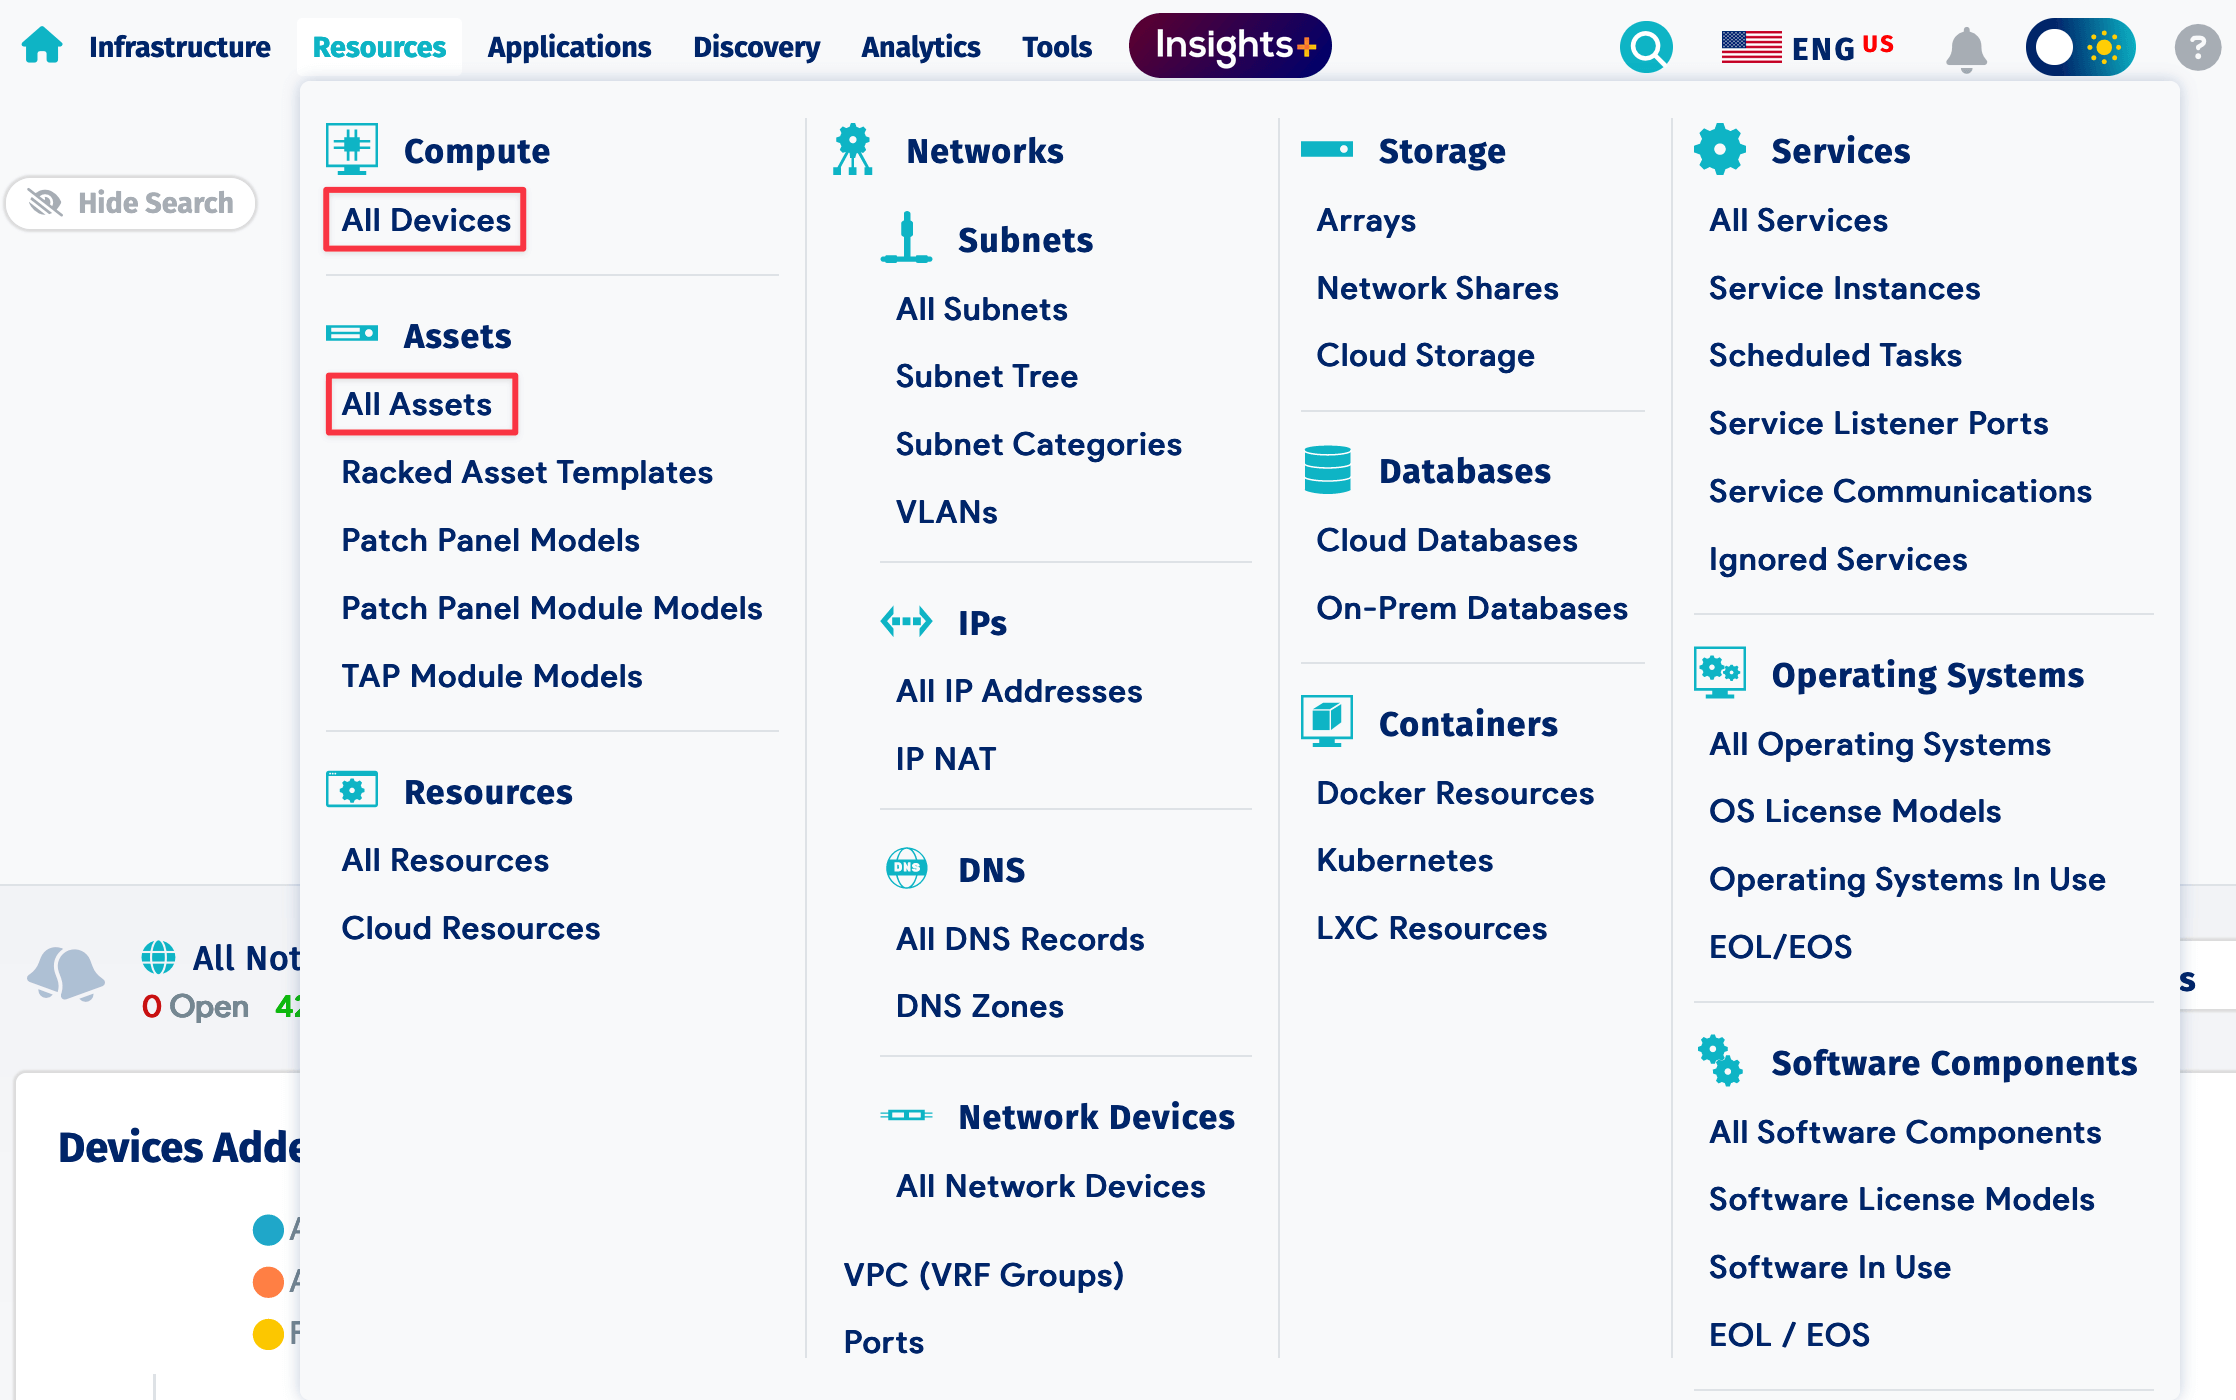 Infrastructure
Resources
Applications
Discovery
Analytics
Tools
Insights+
ENG US
?
Hide Search
Compute
All Devices
Assets
All Assets
Racked Asset Templates
Patch Panel Models
Patch Panel Module Models
TAP Module Models
Resources
All Resources
Cloud Resources
Networks
Subnets
All Subnets
Subnet Tree
Subnet Categories
VLANs
IPs
All IP Addresses
IP NAT
DNS
DNS
All DNS Records
DNS Zones
Network Devices
All Network Devices
VPC (VRF Groups)
Ports
Storage
Arrays
Network Shares
Cloud Storage
Databases
Cloud Databases
On-Prem Databases
Containers
Docker Resources
Kubernetes
LXC Resources
Services
All Services
Service Instances
Scheduled Tasks
Service Listener Ports
Service Communications
Ignored Services
Operating Systems
All Operating Systems
OS License Models
Operating Systems In Use
EOL/EOS
Software Components
All Software Components
Software License Models
Software In Use
EOL / EOS
All Not
0 Open 42
s
Devices Adde